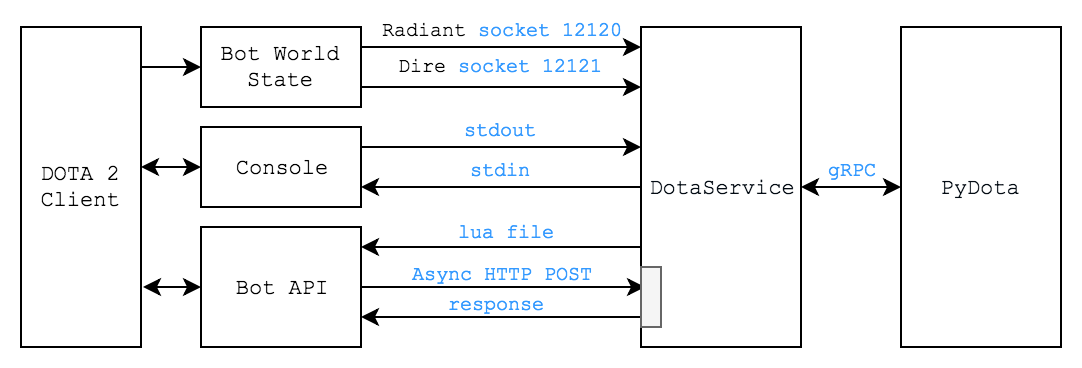 Radiant socket 12120
Bot World
State
Dire socket 12121
stdout
Console
stdin
DOTA 2
Client
DotaService
gRPC
PyDota
lua file
Bot API
Async HTTP POST
response